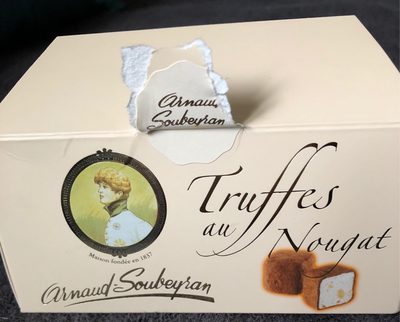 Arnaud
Soubeyran
Truffes
au
Nougat
Maison fondée en 1837
Arnaud-Soubeyran